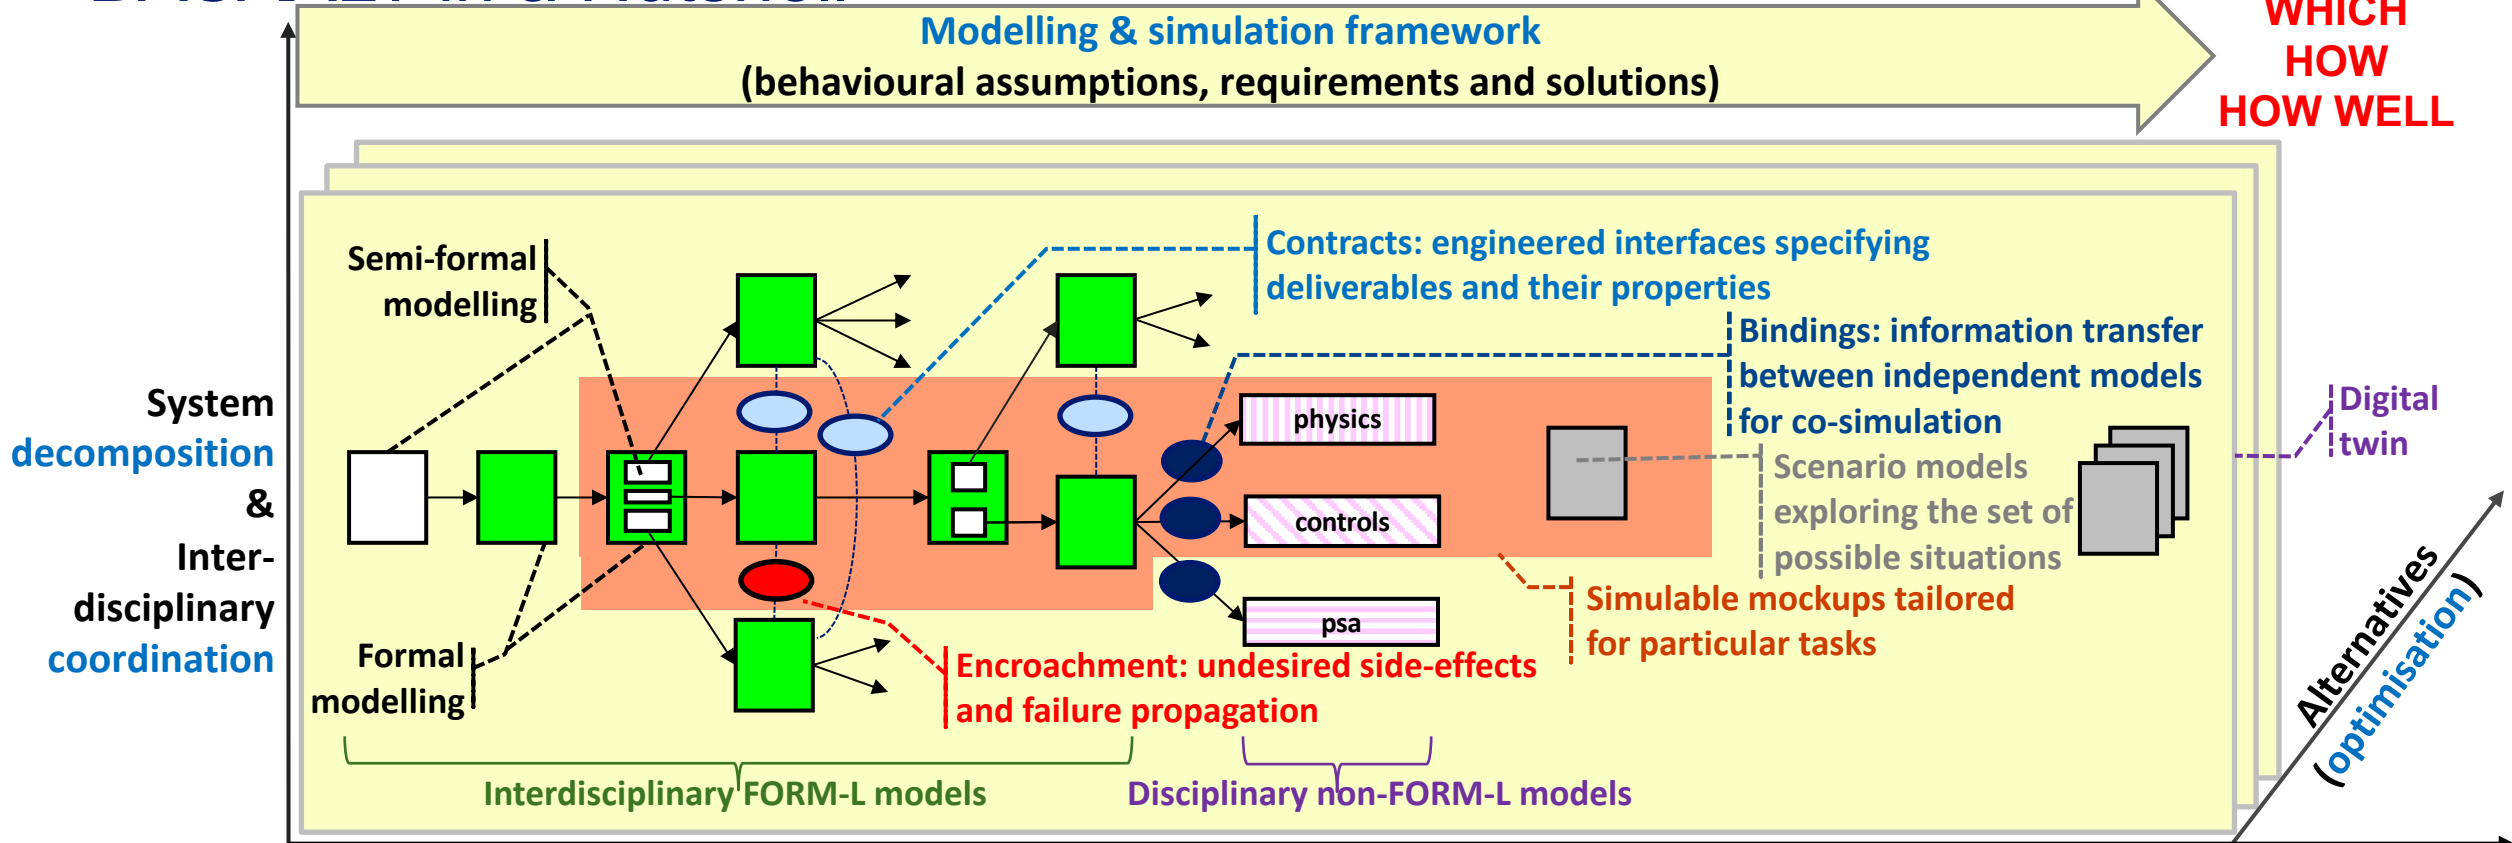 in a Nutshell
Modelling & simulation framework
(behavioural assumptions, requirements and solutions)
WHICH
HOW
HOW WELL
Semi-formal
modelling
Contracts: engineered interfaces specifying
deliverables and their properties
Bindings: information transfer
between independent models
for co-simulation
System
decomposition
&
Inter-
disciplinary
coordination
physics
controls
psa
Scenario models
exploring the set of
possible situations
Digital
twin
Simulable mockups tailored
for particular tasks
Formal
modelling
Encroachment: undesired side-effects
and failure propagation
Alternatives
(optimisation)
Interdisciplinary FORM-L models
Disciplinary non-FORM-L models